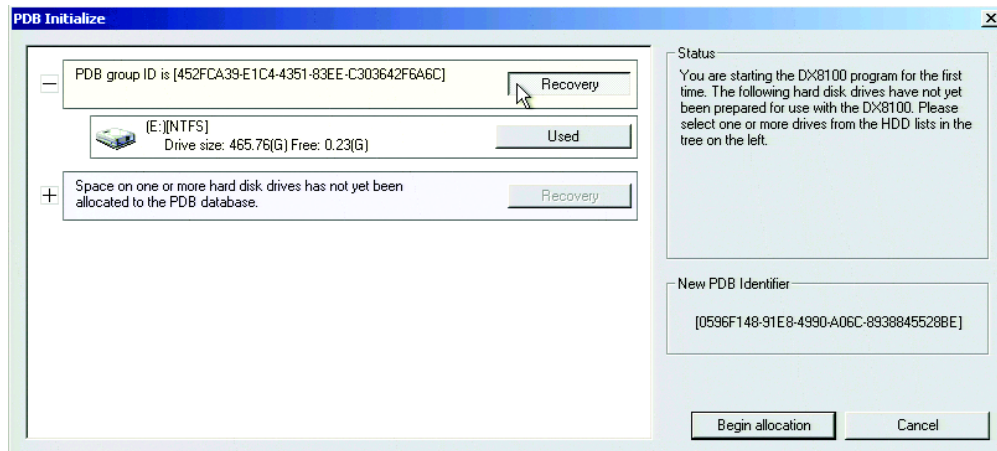 PDB Initialize
PDB group ID is [452FCA39-E1C4-4351-83EE-C303642F6A6C]
Recovery
(E:)[NTFS]
Drive size: 465.76(G) Free: 0.23(G)
Used
Space on one or more hard disk drives has not yet been
allocated to the PDB database.
Recovery
Status
You are starting the DX8100 program for the first
time. The following hard disk drives have not yet
been prepared for use with the DX8100. Please
select one or more drives from the HDD lists in the
tree on the left.
New PDB Identifier
[0596F148-91E8-4990-A06C-8938845528BE]
Begin allocation
Cancel